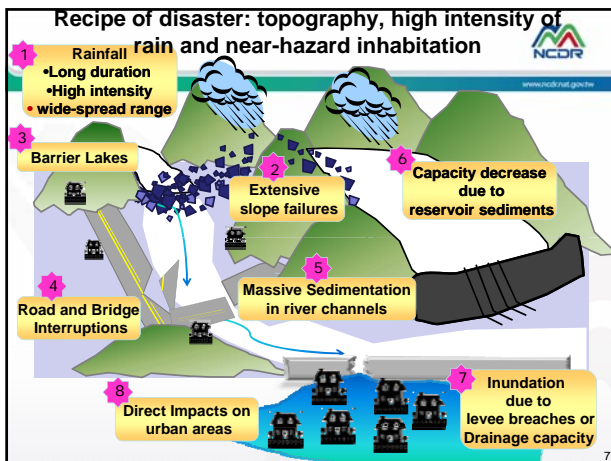 Recipe of disaster: topography, high intensity of
rain and near-hazard inhabitation
NCDR
www.ncdr.nat.gov.tw
1
Rainfall
•Long duration
•High intensity
• wide-spread range
3
Barrier Lakes
2
Extensive
slope failures
6
Capacity decrease
due to
reservoir sediments
4
Road and Bridge
Interruptions
5
Massive Sedimentation
in river channels
8
Direct Impacts on
urban areas
7
Inundation
due to
levee breaches or
Drainage capacity
7